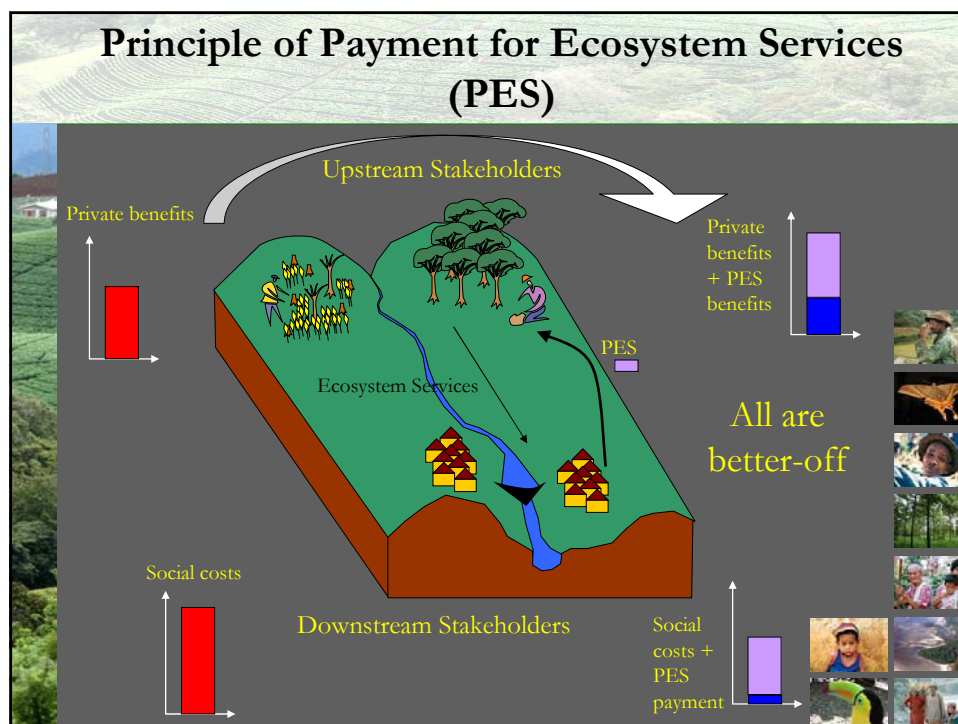 Principle of Payment for Ecosystem Services
(PES)
Upstream Stakeholders
Private benefits
Private
benefits
+ PES
benefits
PES
Ecosystem Services
All are
better-off
Social costs
Downstream Stakeholders
Social
costs +
PES
payment